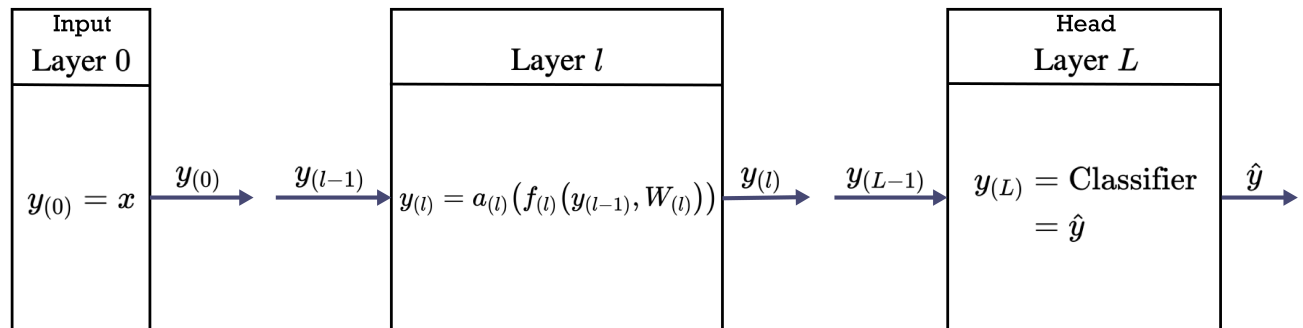 Input
Layer 0
y₍₀₎ = x
y₍₀₎
y₍l−1₎
Layer l
y₍l₎ = a₍l₎(f₍l₎(y₍l−1₎, W₍l₎))
y₍l₎
y₍L−1₎
Head
Layer L
y₍L₎ = Classifier
= ŷ
ŷ